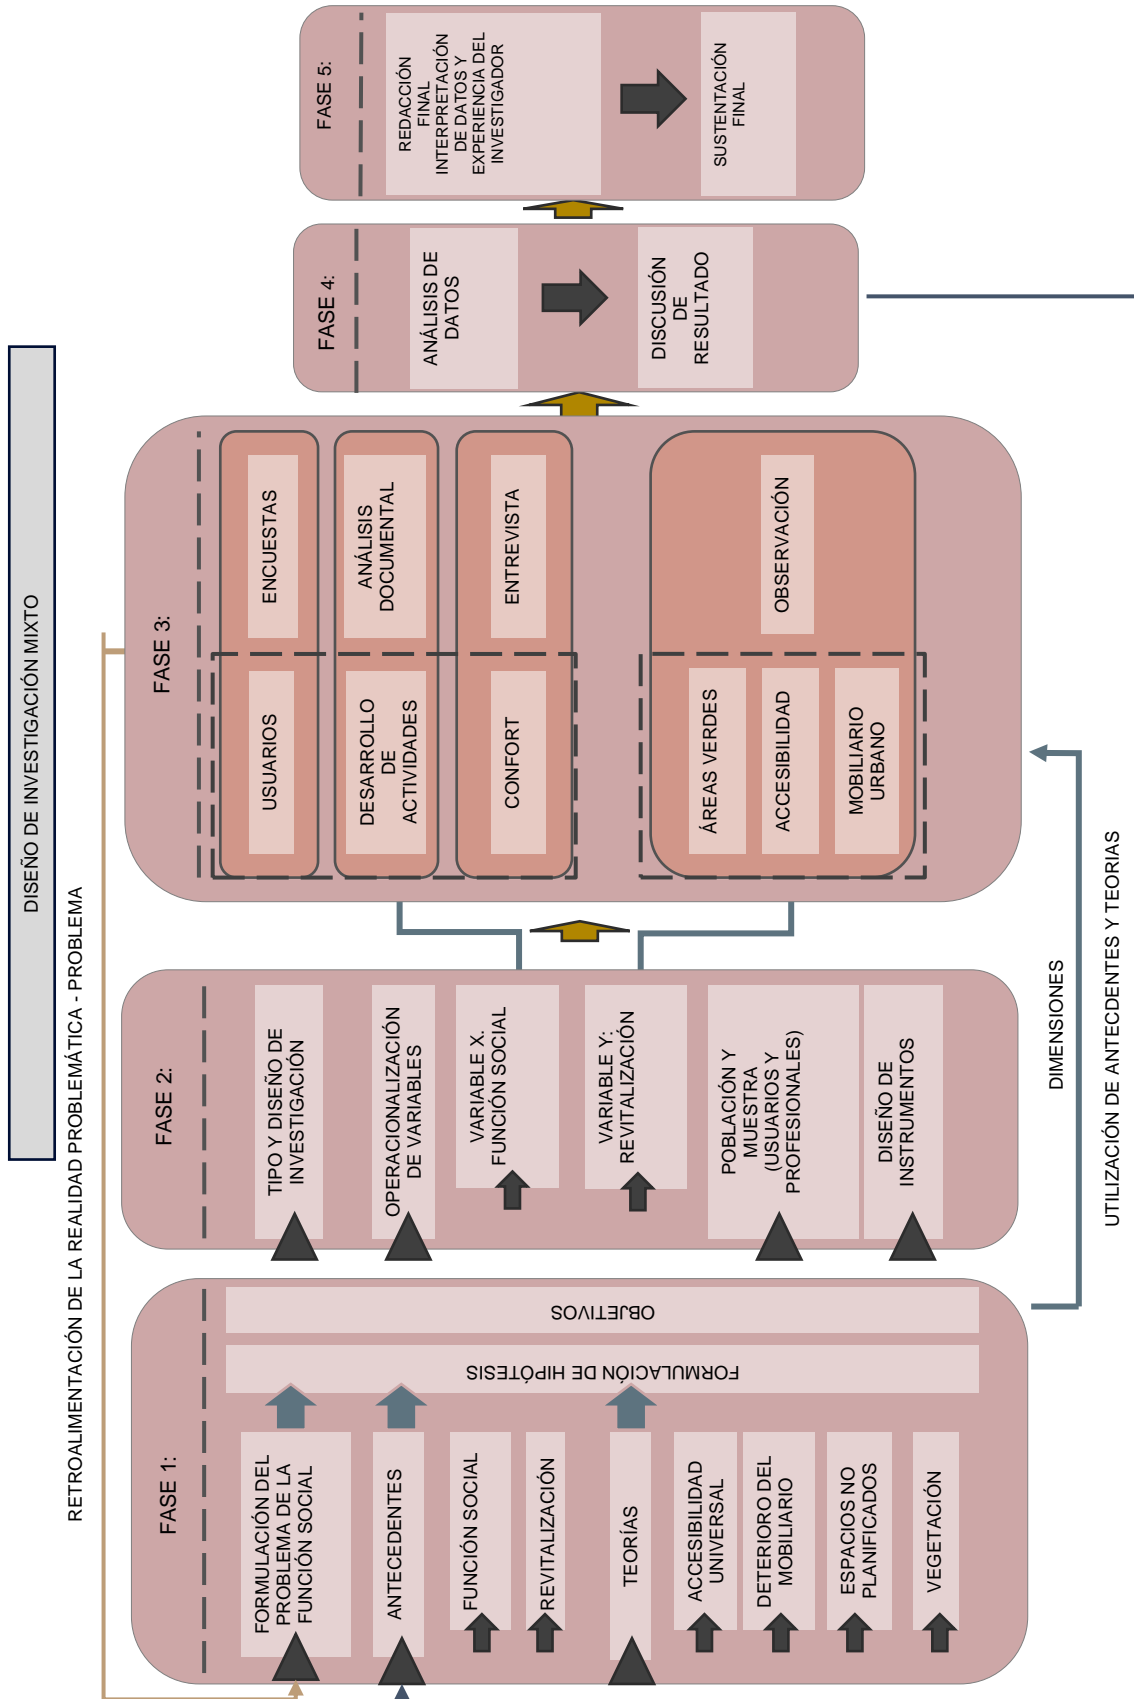 DISEÑO DE INVESTIGACIÓN MIXTO
RETROALIMENTACIÓN DE LA REALIDAD PROBLEMÁTICA - PROBLEMA
FASE 1:
FORMULACIÓN DEL
PROBLEMA DE LA
FUNCIÓN SOCIAL
ANTECEDENTES
FUNCIÓN SOCIAL
REVITALIZACIÓN
TEORÍAS
ACCESIBILIDAD
UNIVERSAL
DETERIORO DEL
MOBILIARIO
ESPACIOS NO
PLANIFICADOS
VEGETACIÓN
FORMULACIÓN DE HIPÓTESIS
OBJETIVOS
FASE 2:
TIPO Y DISEÑO DE
INVESTIGACIÓN
OPERACIONALIZACIÓN
DE VARIABLES
VARIABLE X.
FUNCIÓN SOCIAL
VARIABLE Y:
REVITALIZACIÓN
POBLACIÓN Y
MUESTRA
(USUARIOS Y
PROFESIONALES)
DISEÑO DE
INSTRUMENTOS
FASE 3:
USUARIOS
ENCUESTAS
DESARROLLO
DE
ACTIVIDADES
ANÁLISIS
DOCUMENTAL
CONFORT
ENTREVISTA
ÁREAS VERDES
ACCESIBILIDAD
MOBILIARIO
URBANO
OBSERVACIÓN
FASE 4:
ANÁLISIS DE
DATOS
DISCUSIÓN
DE
RESULTADO
FASE 5:
REDACCIÓN
FINAL
INTERPRETACIÓN
DE DATOS Y
EXPERIENCIA DEL
INVESTIGADOR
SUSTENTACIÓN
FINAL
DIMENSIONES
UTILIZACIÓN DE ANTECDENTES Y TEORIAS